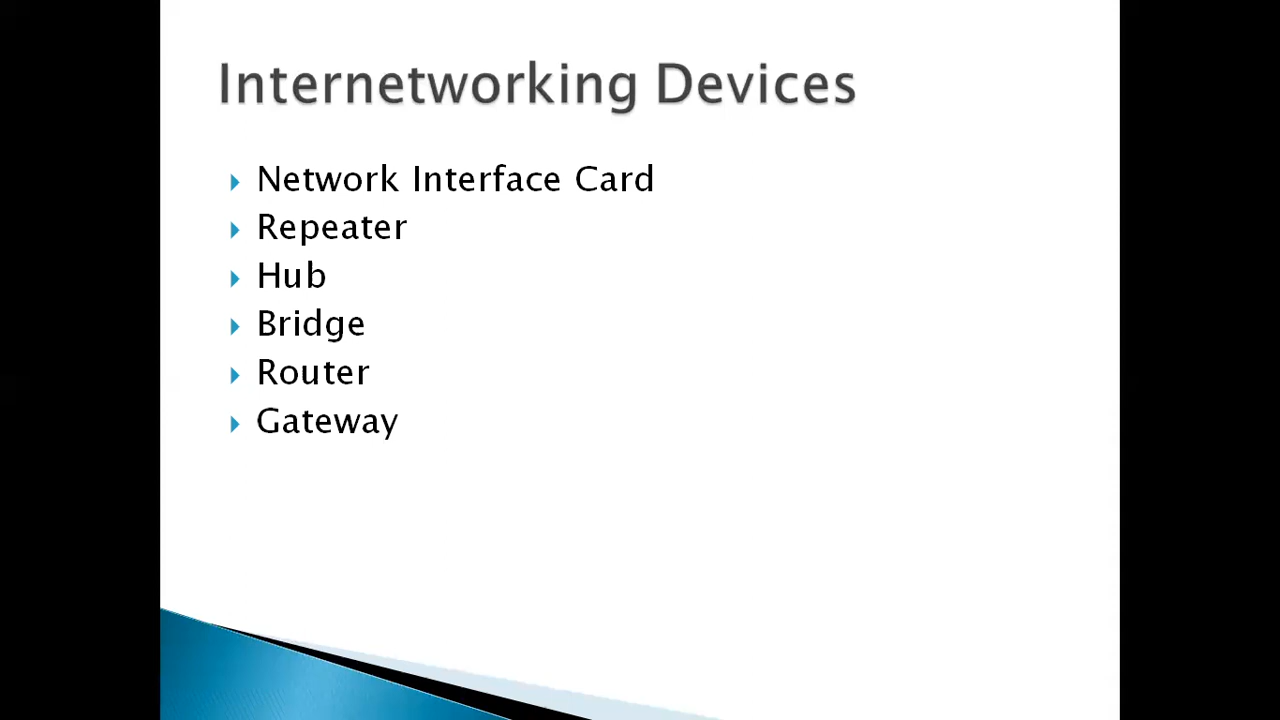 Internetworking Devices
Network Interface Card
Repeater
Hub
Bridge
Router
Gateway